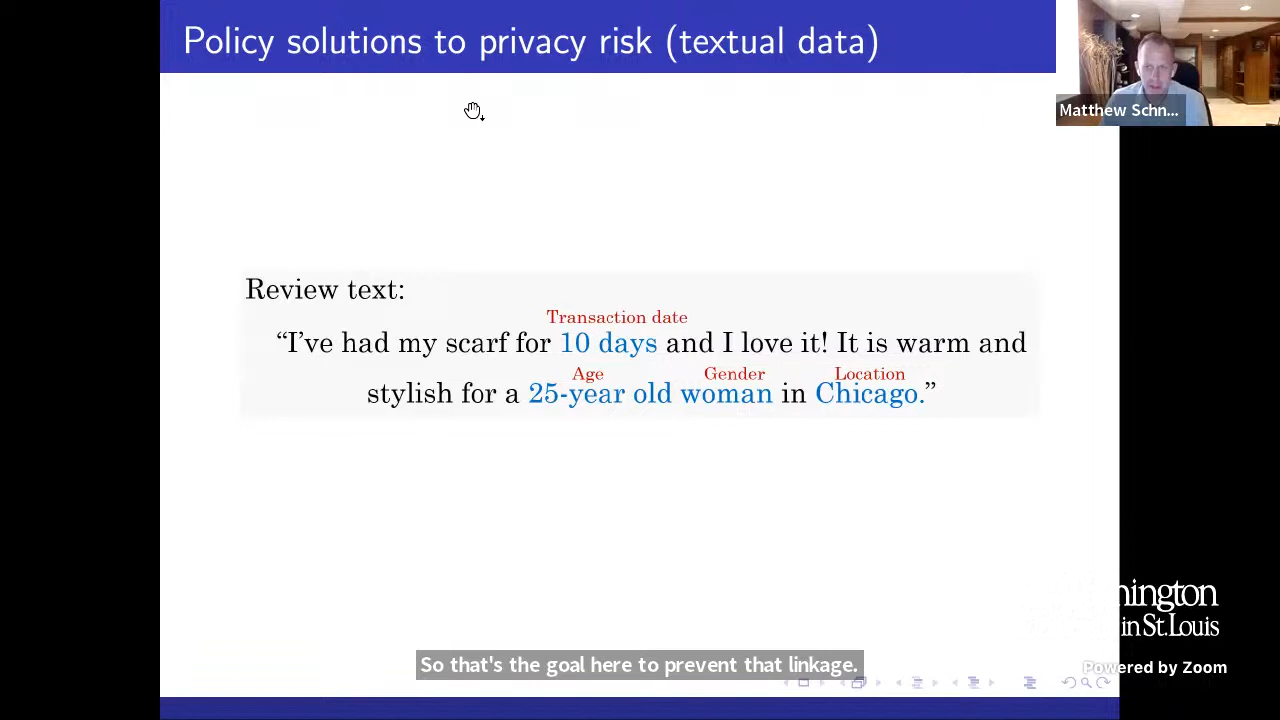 Policy solutions to privacy risk (textual data)
Matthew Schn...
Review text:
Transaction date
“I’ve had my scarf for 10 days and I love it! It is warm and
Age Gender Location
stylish for a 25-year old woman in Chicago.”
So that's the goal here to prevent that linkage.
nington
in St.Louis
Powered by Zoom